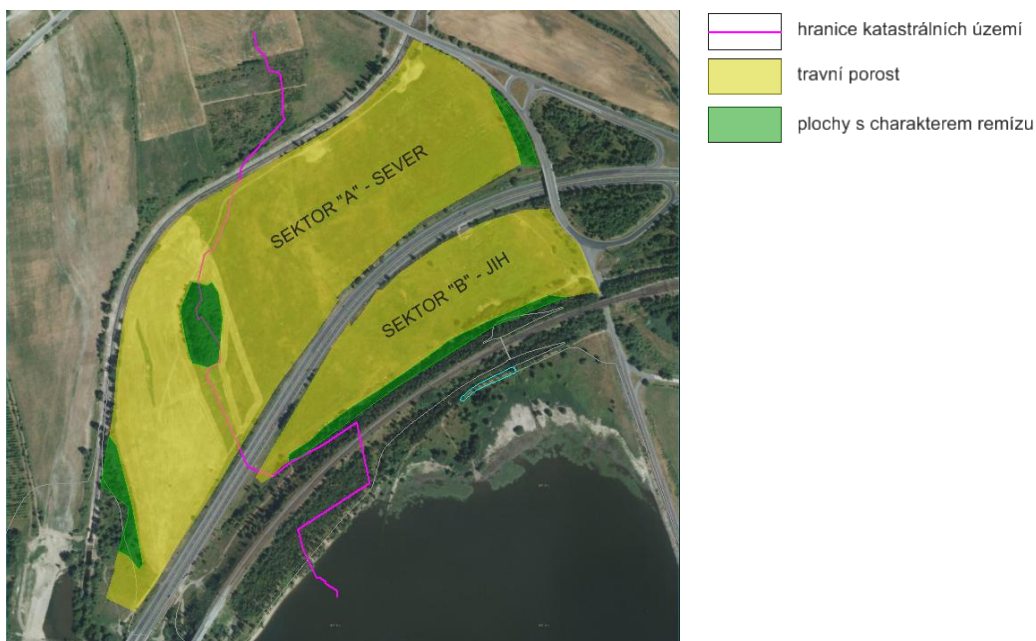 hranice katastrálních území
travní porost
plochy s charakterem remízu
SEKTOR "A" - SEVER
SEKTOR "B" - JIH